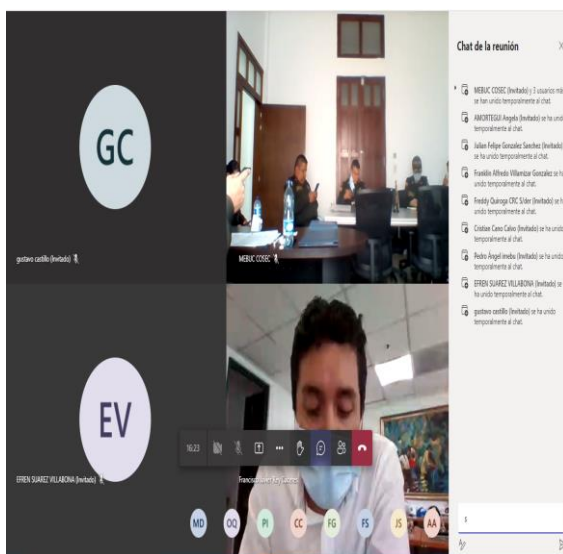 GC
gustavo castillo (Invitado)
MEBUC COSEC
EV
EFREN SUAREZ VILLABONA (Invitado)
16:23
MD
OQ
PI
CC
FG
FS
JS
AA
Chat de la reunión
MEBUC COSEC (Invitado) y 3 usuarios más
se han unido temporalmente al chat.
AMORTEGUI Angela (Invitado) se ha unido
temporalmente al chat.
Julian Felipe Gonzalez Sanchez (Invitado)
se ha unido temporalmente al chat.
Franklin Alfredo Villamizar Gonzalez se ha
unido temporalmente al chat.
Freddy Quiroga CRC S/der (Invitado) se h
unido temporalmente al chat.
Cristian Cano Calvo (Invitado) se ha unido
temporalmente al chat.
Pedro Ángel imebu (Invitado) se ha unido
temporalmente al chat.
EFREN SUAREZ VILLABONA (Invitado) se
ha unido temporalmente al chat.
gustavo castillo (Invitado) se ha unido
temporalmente al chat.
s